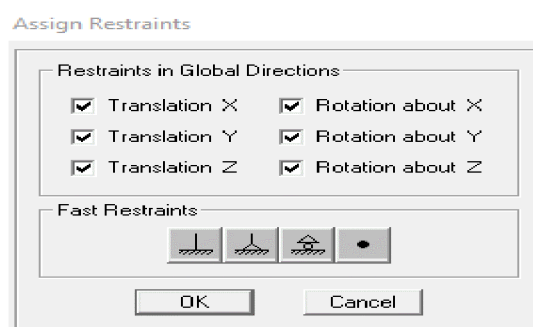 Assign Restraints
Restraints in Global Directions
Translation X Rotation about X
Translation Y Rotation about Y
Translation Z Rotation about Z
Fast Restraints
OK Cancel